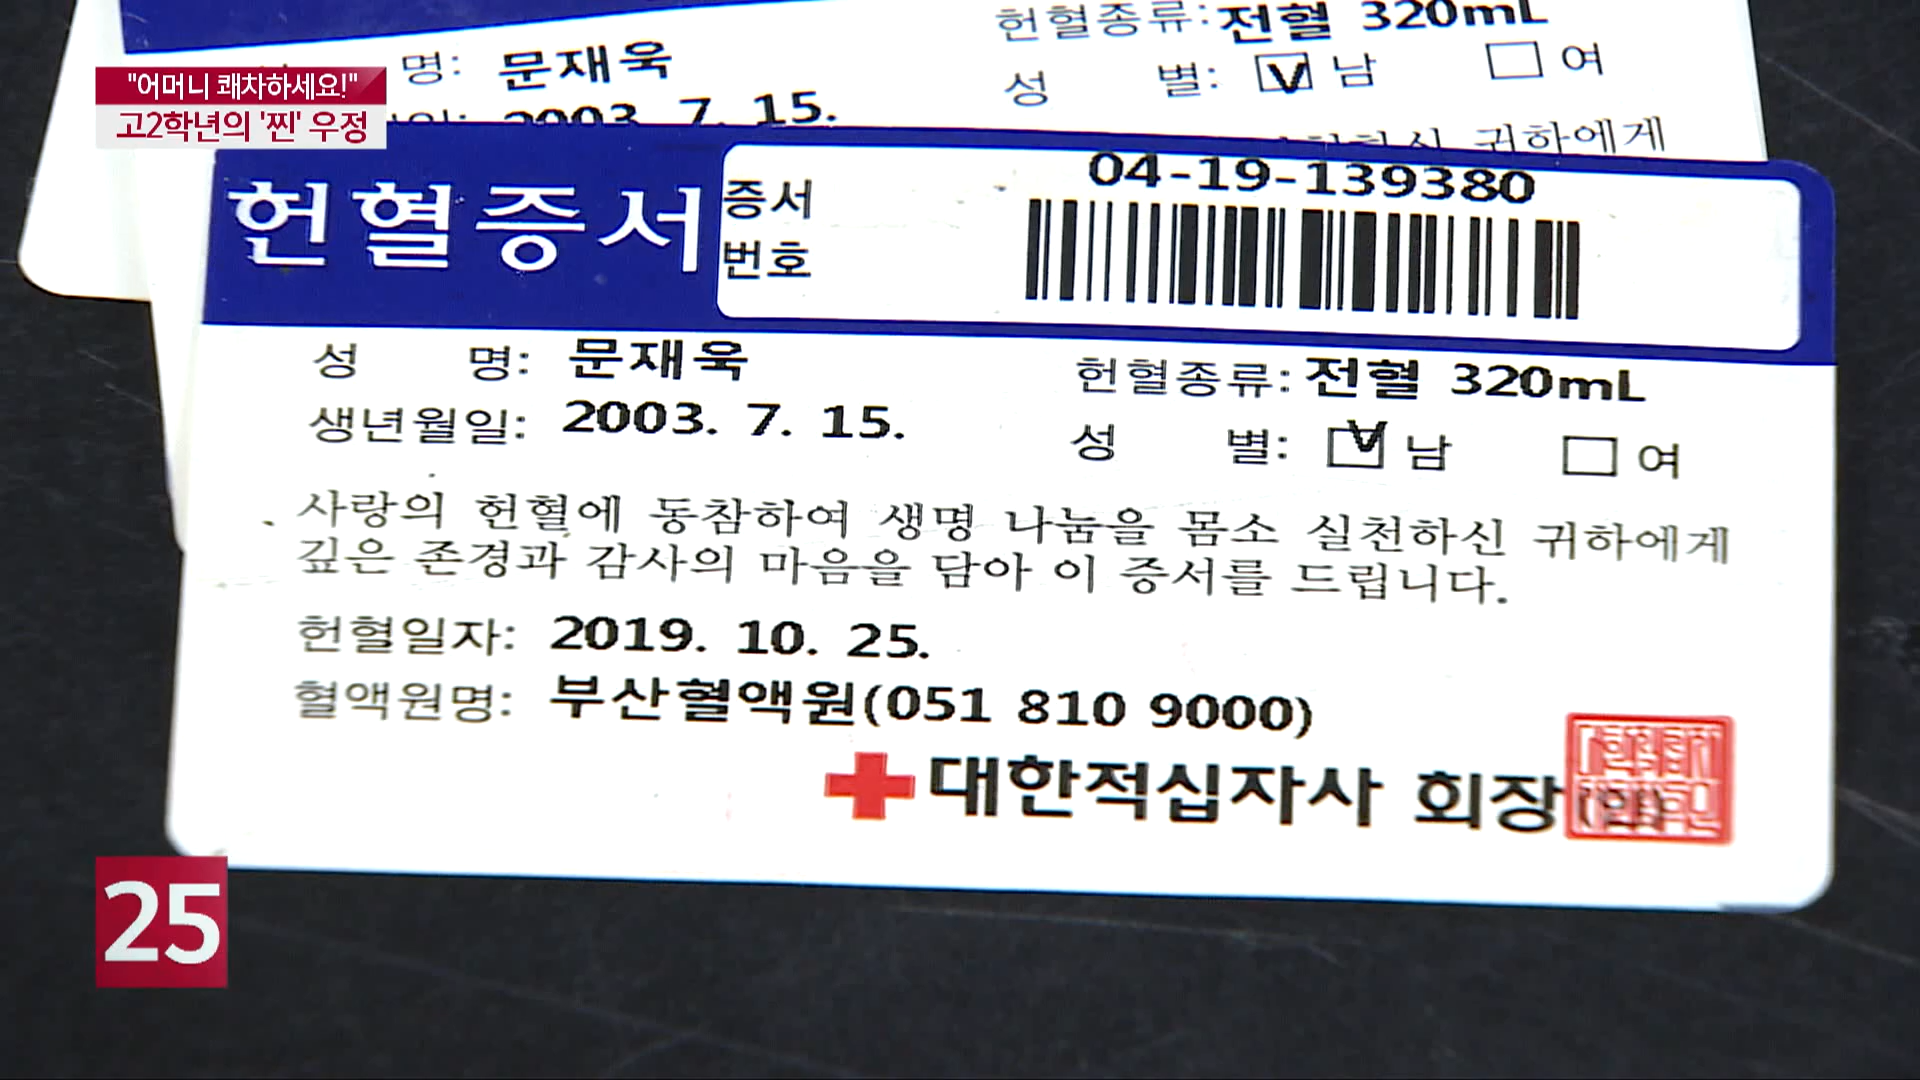 "어머니 쾌차하세요!"
고2학년의 '찐' 우정
명: 문재욱
헌혈종류: 전혈 320mL
성 별: V 남 여
2003. 7. 15.
귀하에게
헌혈증서
증서
번호
04-19-139380
성 명: 문재욱
헌혈종류: 전혈 320mL
생년월일: 2003. 7. 15.
성 별: V 남 여
사랑의 헌혈에 동참하여 생명 나눔을 몸소 실천하신 귀하에게
깊은 존경과 감사의 마음을 담아 이 증서를 드립니다.
헌혈일자: 2019. 10. 25.
혈액원명: 부산혈액원(051 810 9000)
대한적십자사 회장
25